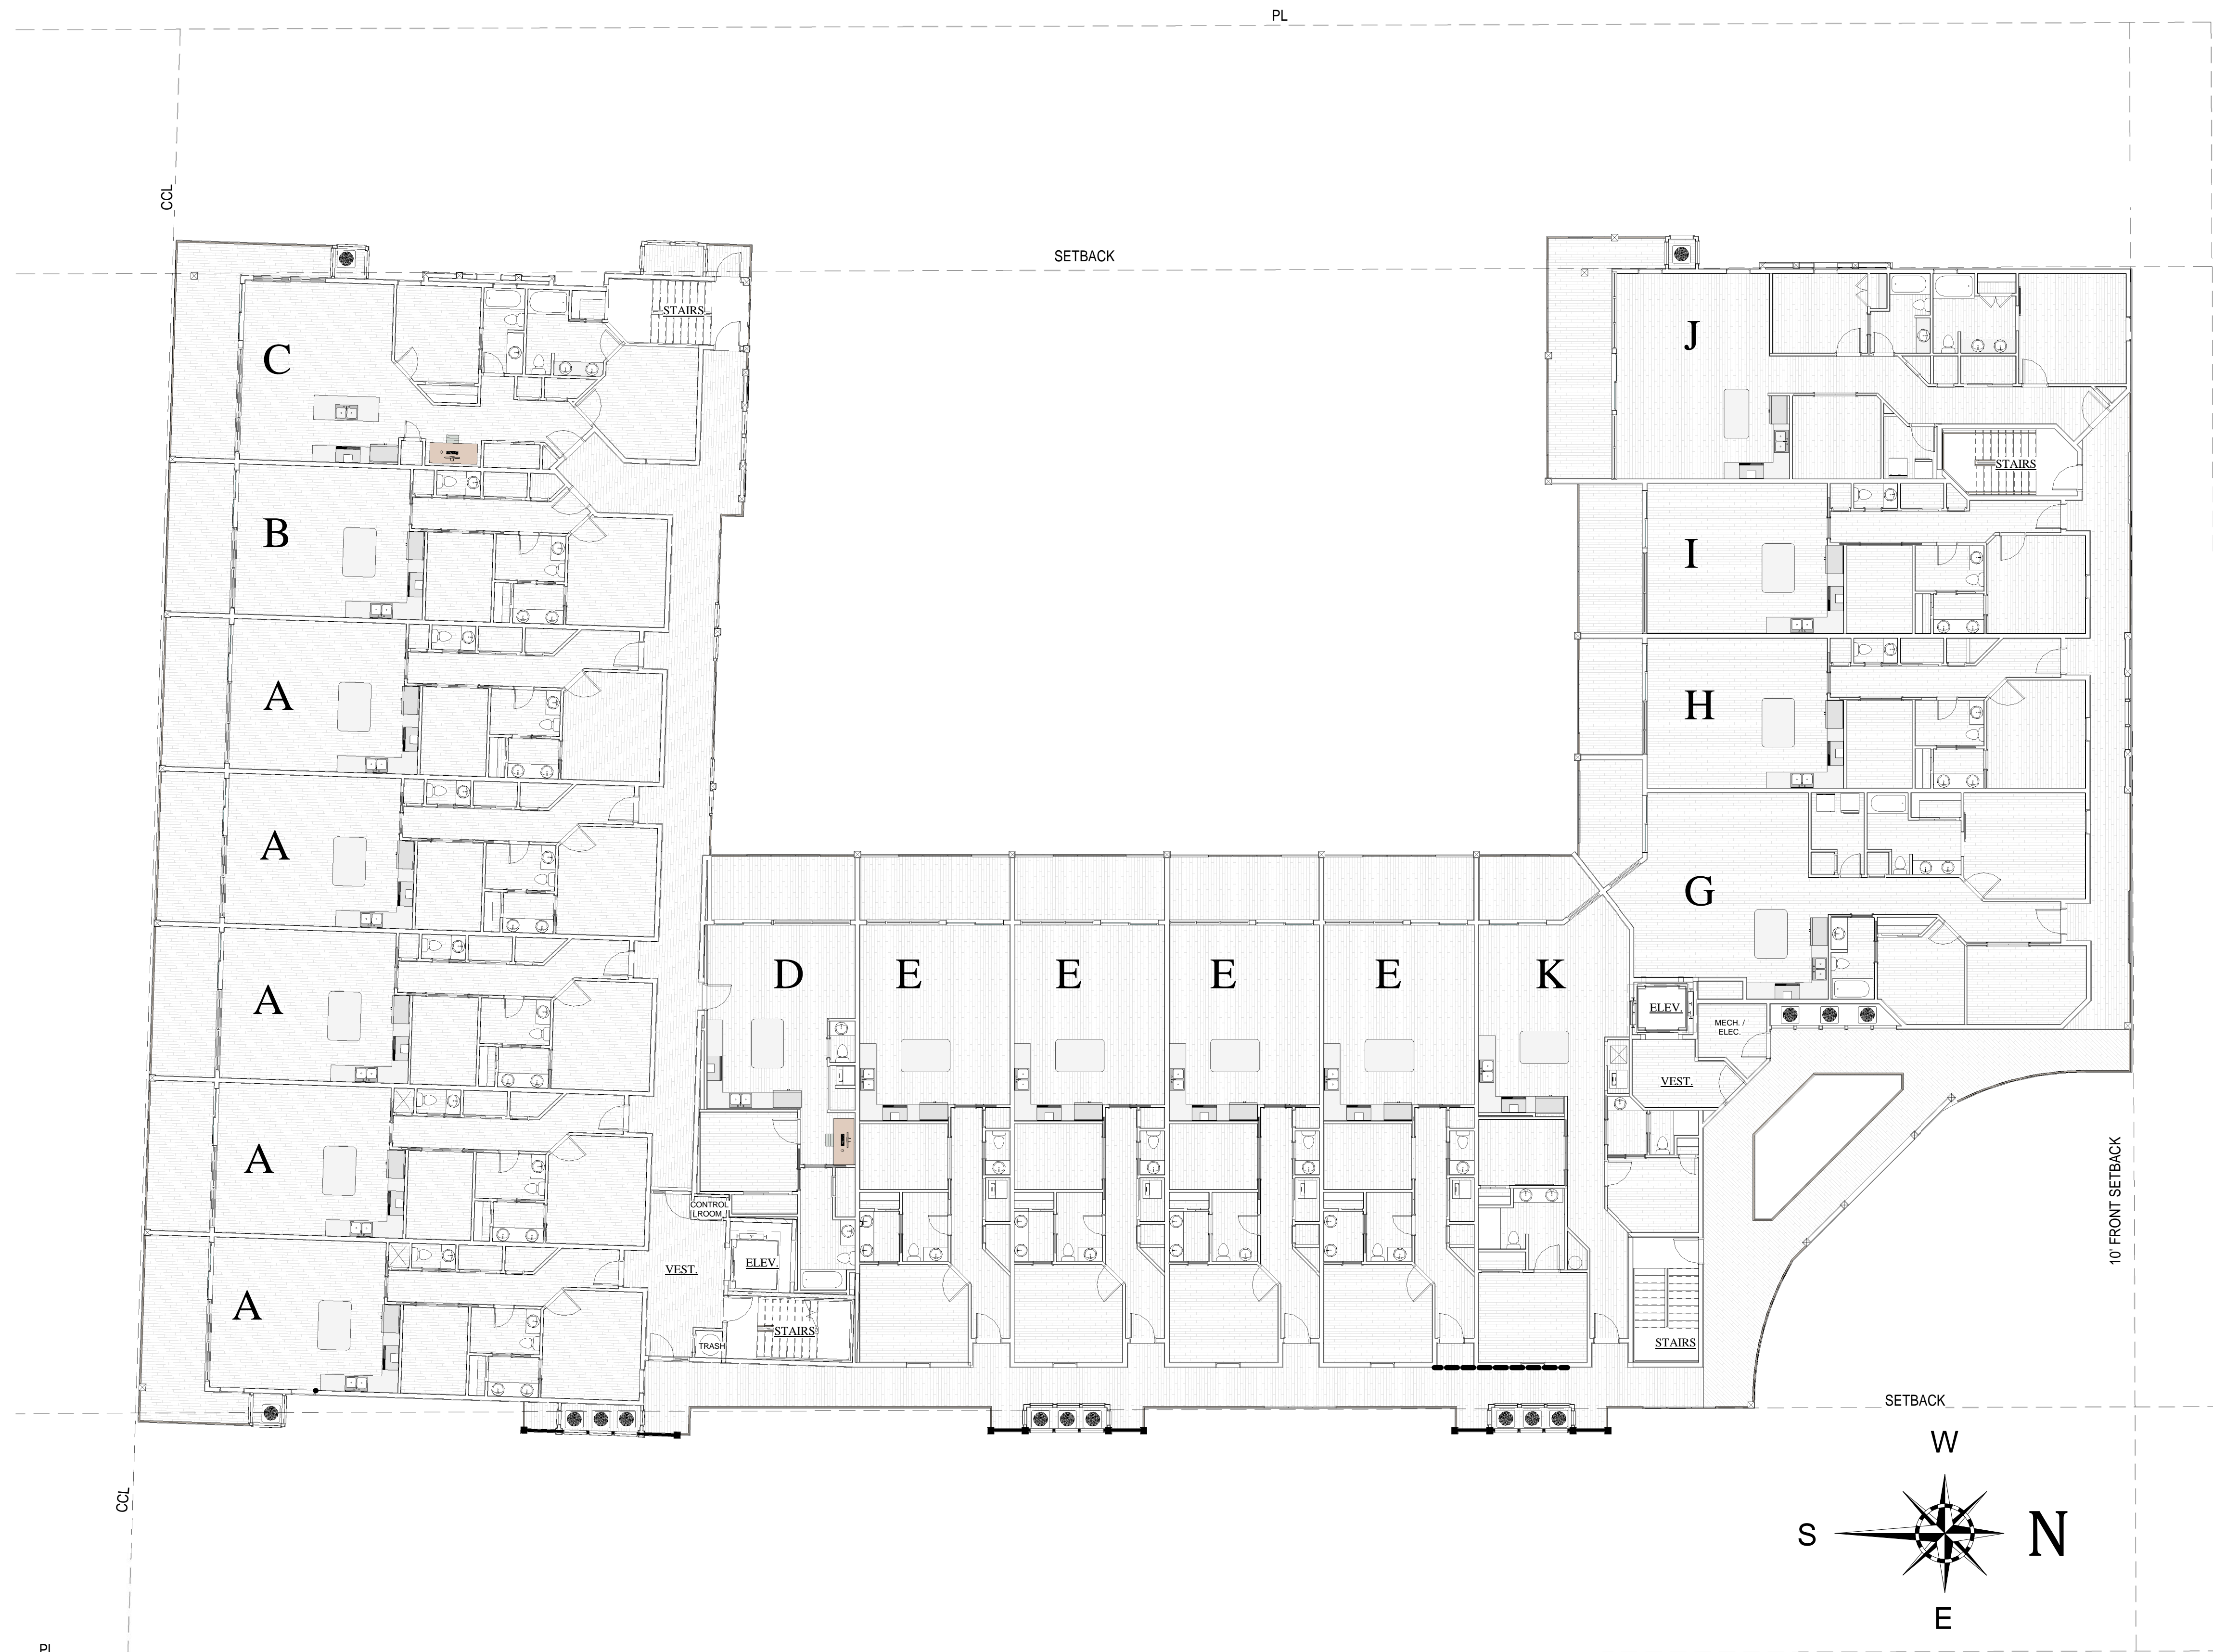 PL
CCL
SETBACK
STAIRS
C
J
STAIRS
B
I
A
H
A
G
A
D
E
E
E
E
K
ELEV.
MECH. /
ELEC.
VEST.
A
CONTROL
ROOM
10' FRONT SETBACK
VEST.
ELEV.
A
TRASH
STAIRS
STAIRS
SETBACK
CCL
W
S
N
E
PL